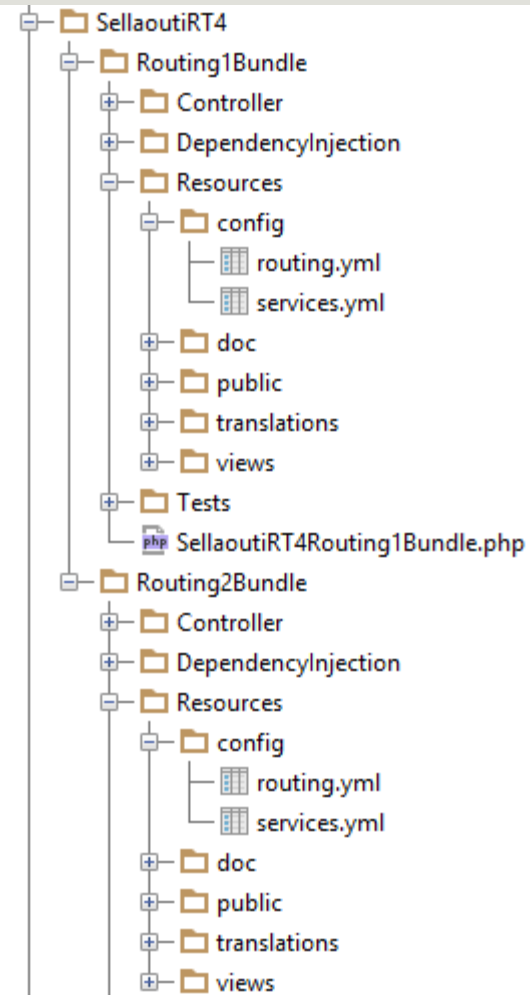 SellaoutiRT4
Routing1Bundle
Controller
DependencyInjection
Resources
config
routing.yml
services.yml
doc
public
translations
views
Tests
php SellaoutiRT4Routing1Bundle.php
Routing2Bundle
Controller
DependencyInjection
Resources
config
routing.yml
services.yml
doc
public
translations
views